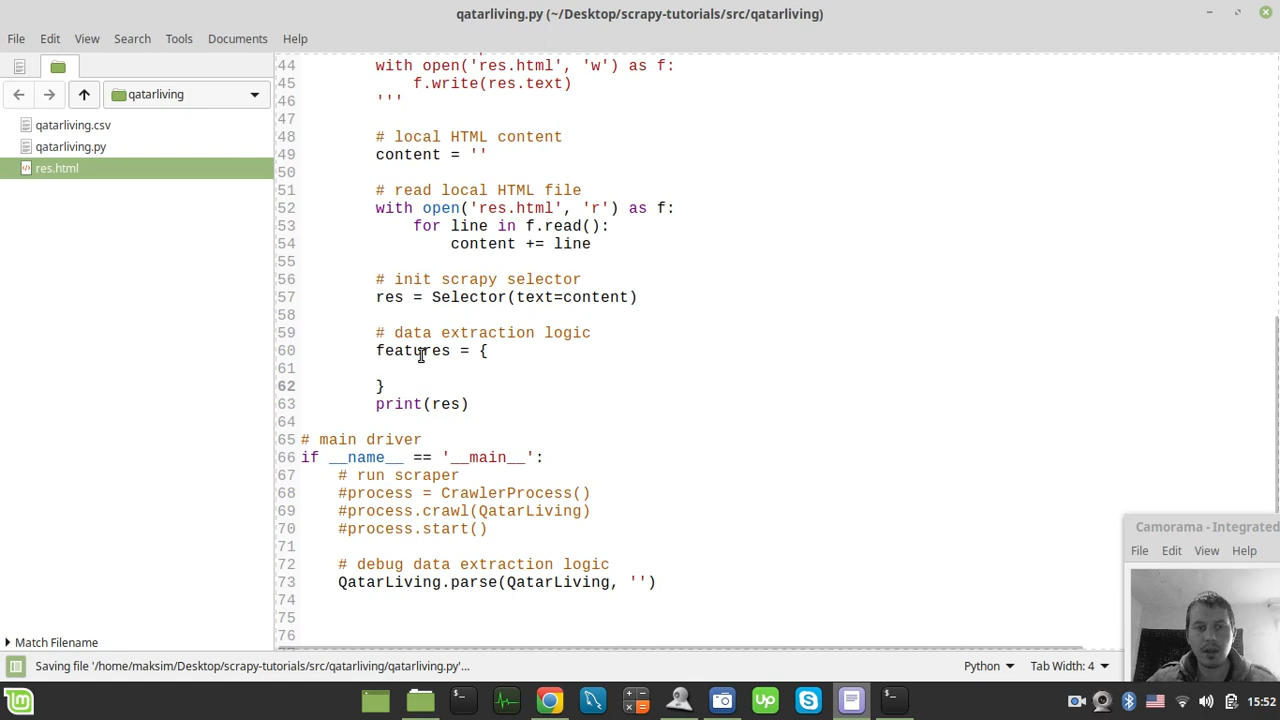 qatarliving.py (~/Desktop/scrapy-tutorials/src/qatarliving)
File Edit View Search Tools Documents Help
qatarliving
qatarliving.csv
qatarliving.py
res.html
44 with open('res.html', 'w') as f:
45 f.write(res.text)
46 '''
47
48 # local HTML content
49 content = ''
50
51 # read local HTML file
52 with open('res.html', 'r') as f:
53 for line in f.read():
54 content += line
55
56 # init scrapy selector
57 res = Selector(text=content)
58
59 # data extraction logic
60 features = {
61
62 }
63 print(res)
64
65 # main driver
66 if __name__ == '__main__':
67 # run scraper
68 #process = CrawlerProcess()
69 #process.crawl(QatarLiving)
70 #process.start()
71
72 # debug data extraction logic
73 QatarLiving.parse(QatarLiving, '')
74
75
76
Camorama - Integrated
File Edit View Help
Match Filename
Saving file '/home/maksim/Desktop/scrapy-tutorials/src/qatarliving/qatarliving.py'...
Python Tab Width: 4
Up
15:52